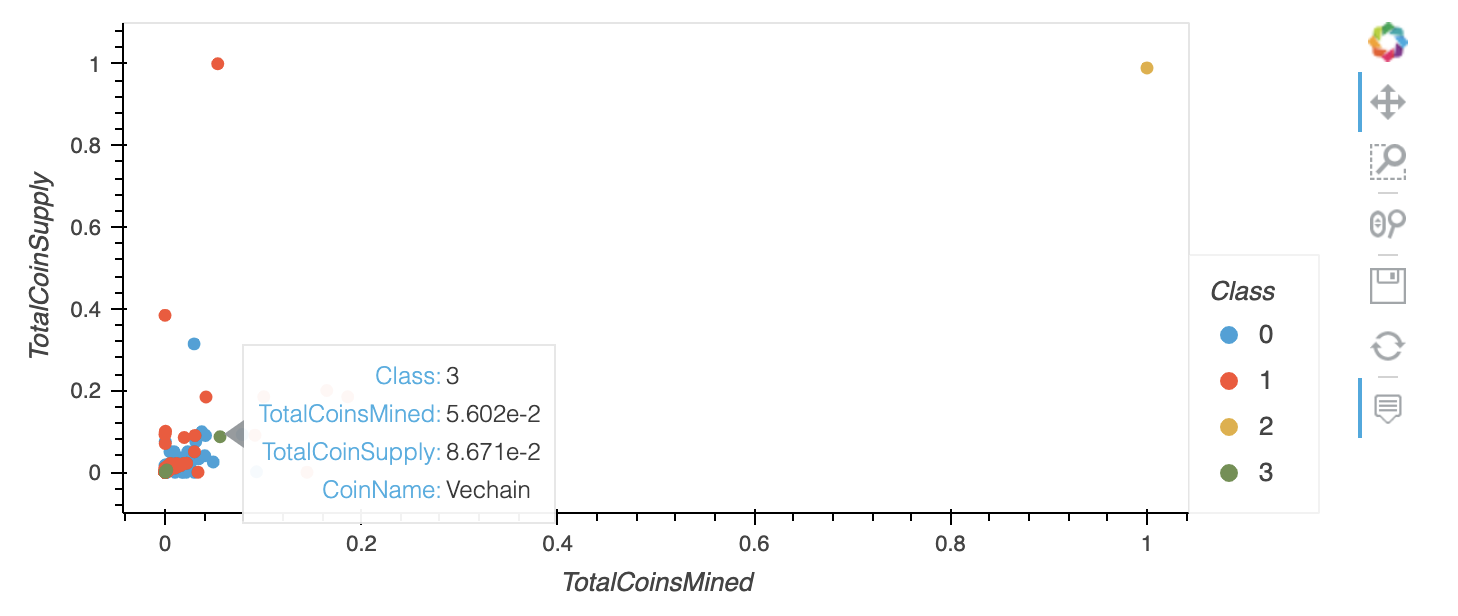 1
0.8
0.6
0.4
0.2
0
TotalCoinSupply
Class: 3
TotalCoinsMined: 5.602e-2
TotalCoinSupply: 8.671e-2
CoinName: Vechain
0 0.2 0.4 0.6 0.8 1
TotalCoinsMined
Class
0
1
2
3